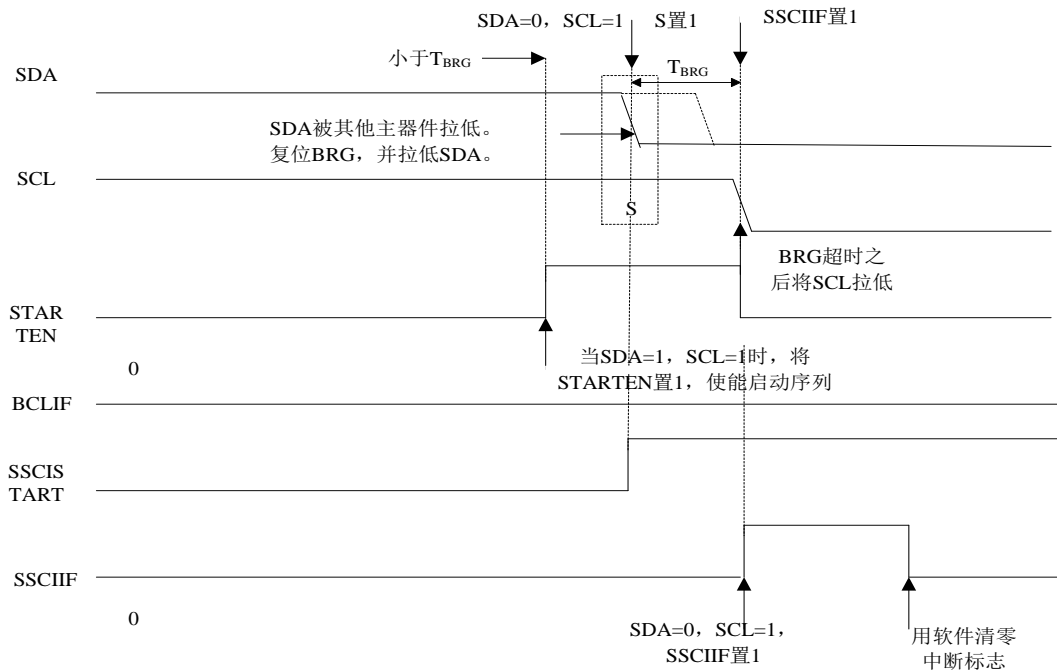 SDA=0，SCL=1
S置1
SSCIIF置1
小于TBRG
TBRG
SDA
SDA被其他主器件拉低。
复位BRG，并拉低SDA。
SCL
S
BRG超时之
后将SCL拉低
STAR
TEN
0
当SDA=1，SCL=1时，将
STARTEN置1，使能启动序列
BCLIF
SSCIS
TART
SSCIIF
0
SDA=0，SCL=1，
SSCIIF置1
用软件清零
中断标志